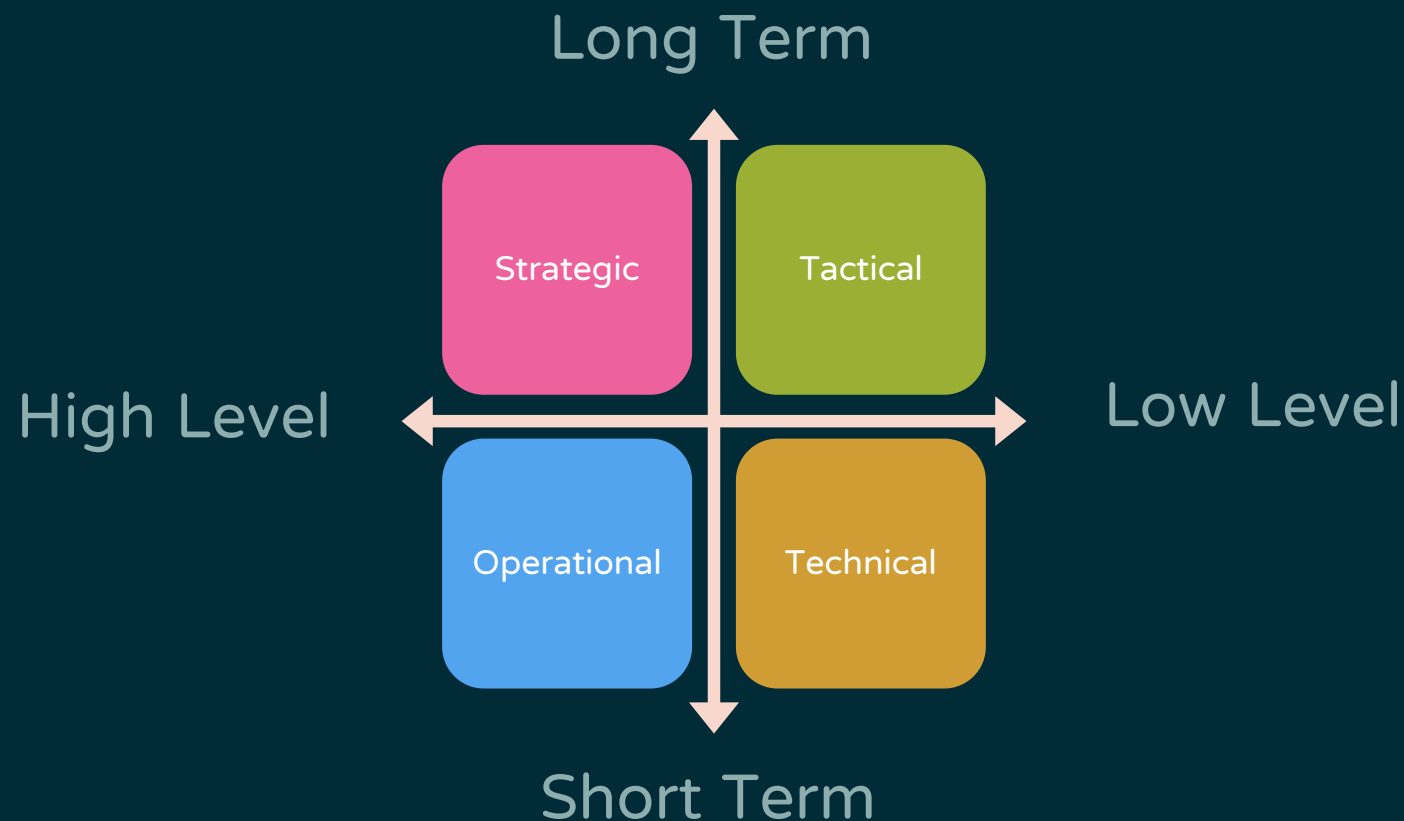 Long Term
Strategic
Tactical
High Level
Low Level
Operational
Technical
Short Term